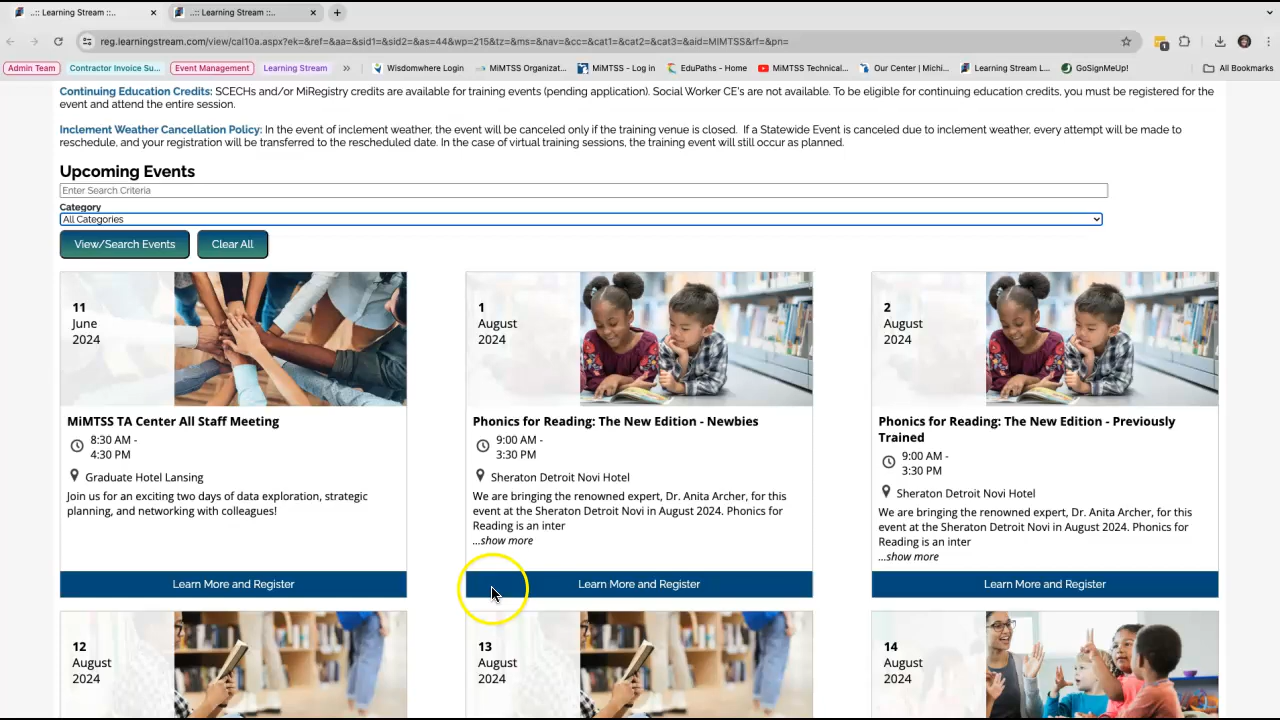 ..:: Learning Stream ::..
..:: Learning Stream ::..
reg.learningstream.com/view/cal10a.aspx?ek=&ref=&aa=&sid1=&sid2=&as=44&wp=215&tz=&ms=&nav=&cc=&cat1=&cat2=&cat3=&aid=MIMTSS&rf=&pn=
Admin Team Contractor Invoice Su... Event Management Learning Stream » Wisdomwhere Login MiMTSS Organizat... MiMTSS - Log in EduPaths - Home MiMTSS Technical... Our Center | Michi... Learning Stream L... GoSignMeUp! All Bookmarks
Continuing Education Credits: SCECHs and/or MiRegistry credits are available for training events (pending application). Social Worker CE's are not available. To be eligible for continuing education credits, you must be registered for the
event and attend the entire session.
Inclement Weather Cancellation Policy: In the event of inclement weather, the event will be canceled only if the training venue is closed. If a Statewide Event is canceled due to inclement weather, every attempt will be made to
reschedule, and your registration will be transferred to the rescheduled date. In the case of virtual training sessions, the training event will still occur as planned.
Upcoming Events
Enter Search Criteria
Category
All Categories
View/Search Events Clear All
11
June
2024
MiMTSS TA Center All Staff Meeting
8:30 AM -
4:30 PM
Graduate Hotel Lansing
Join us for an exciting two days of data exploration, strategic
planning, and networking with colleagues!
Learn More and Register
1
August
2024
Phonics for Reading: The New Edition - Newbies
9:00 AM -
3:30 PM
Sheraton Detroit Novi Hotel
We are bringing the renowned expert, Dr. Anita Archer, for this
event at the Sheraton Detroit Novi in August 2024. Phonics for
Reading is an inter
...show more
Learn More and Register
2
August
2024
Phonics for Reading: The New Edition - Previously
Trained
9:00 AM -
3:30 PM
Sheraton Detroit Novi Hotel
We are bringing the renowned expert, Dr. Anita Archer, for this
event at the Sheraton Detroit Novi in August 2024. Phonics for
Reading is an inter
...show more
Learn More and Register
12
August
2024
13
August
2024
14
August
2024